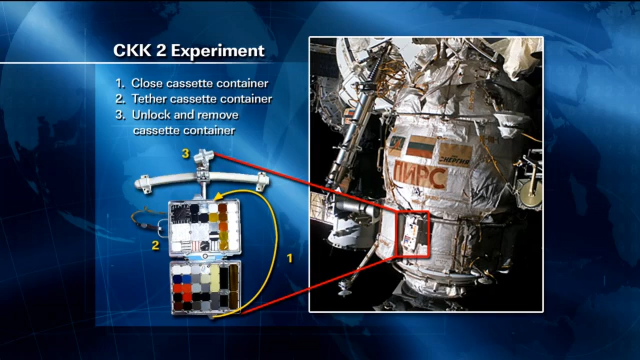 CKK 2 Experiment
1. Close cassette container
2. Tether cassette container
3. Unlock and remove
cassette container
3
2
1
ЭНЕРГИЯ
ПИРС